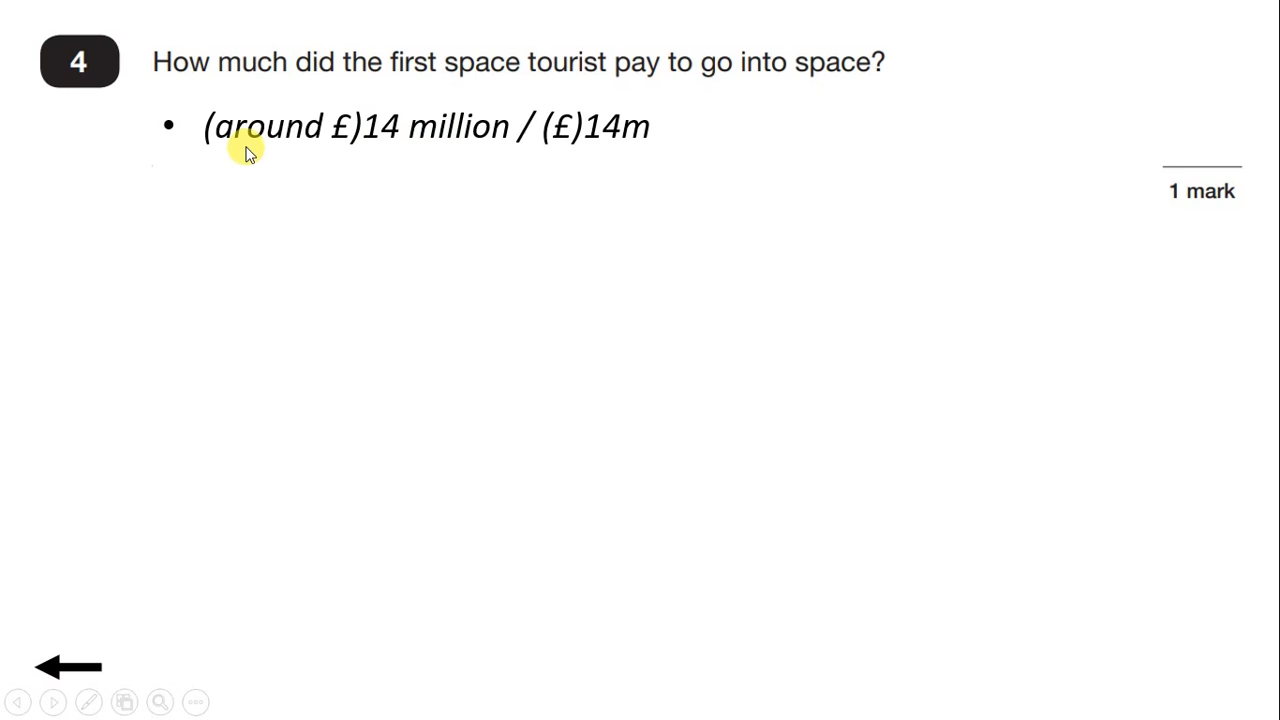 4 How much did the first space tourist pay to go into space?
• (around £)14 million / (£)14m
1 mark